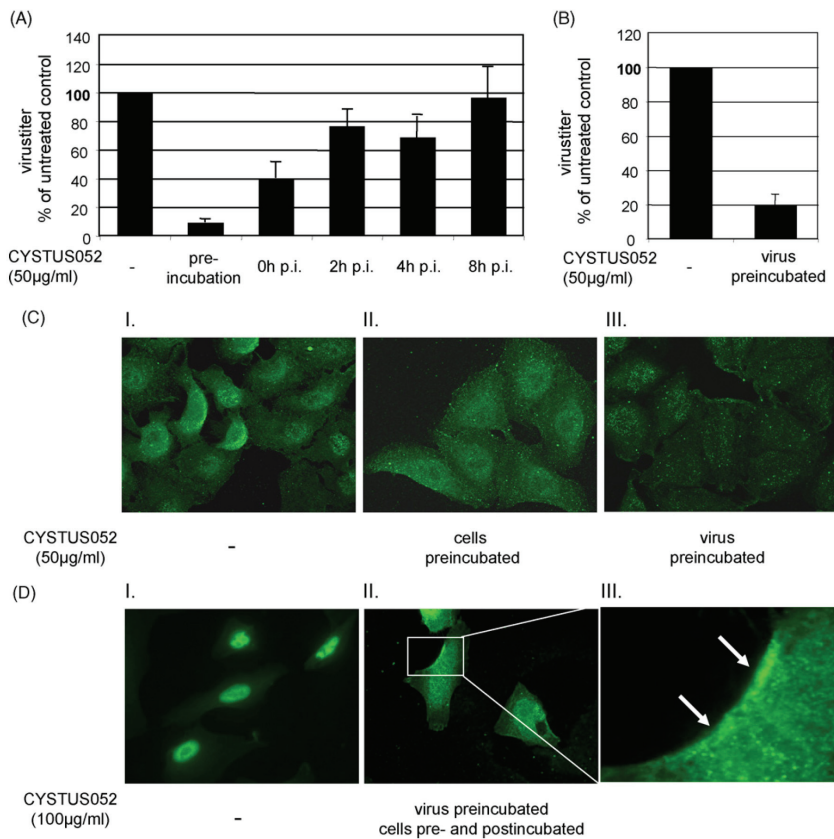 (A)
140
120
100
80
60
40
20
0
virustiter
% of untreated control
CYSTUS052
(50µg/ml)
-
pre-
incubation
0h p.i.
2h p.i.
4h p.i.
8h p.i.
(B)
120
100
80
60
40
20
0
virustiter
% of untreated control
CYSTUS052
(50µg/ml)
-
virus
preincubated
(C)
I.
II.
III.
CYSTUS052
(50µg/ml)
-
cells
preincubated
virus
preincubated
(D)
I.
II.
III.
CYSTUS052
(100µg/ml)
-
virus preincubated
cells pre- and postincubated